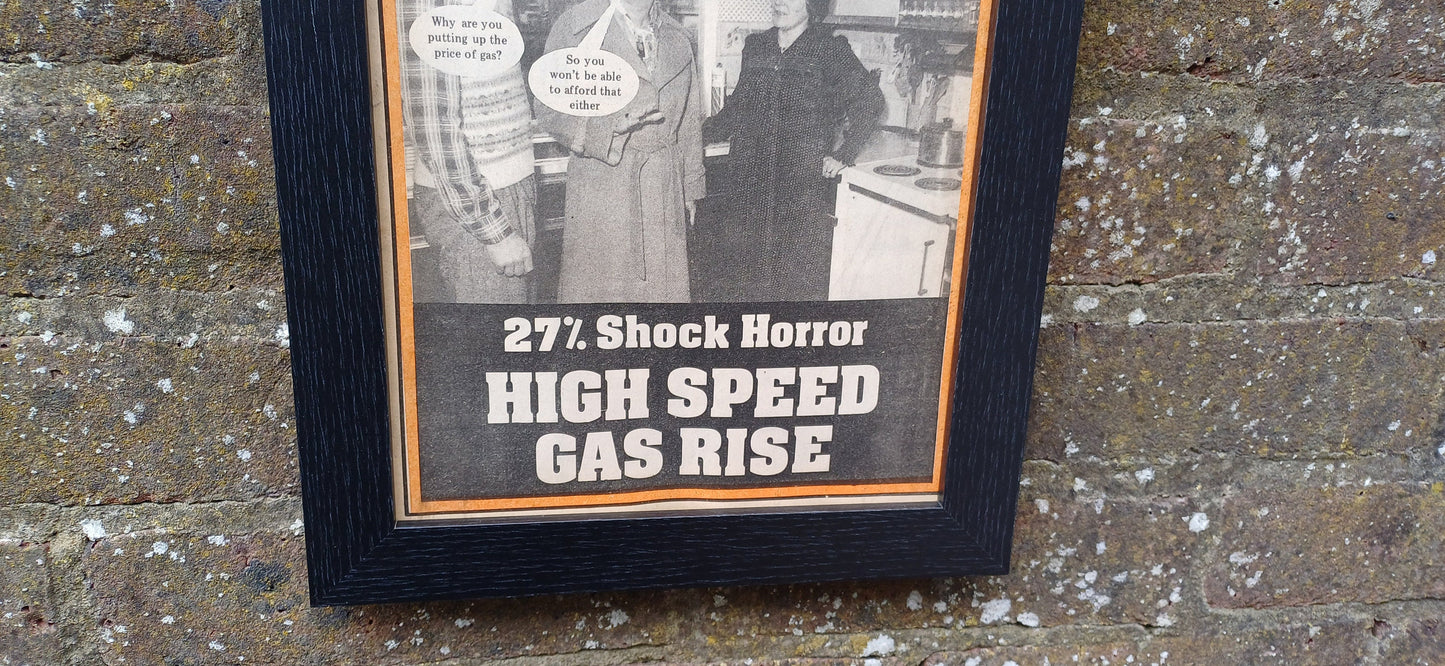 Why are you
putting up the
price of gas?
So you
won't be able
to afford that
either
27% Shock Horror
HIGH SPEED
GAS RISE